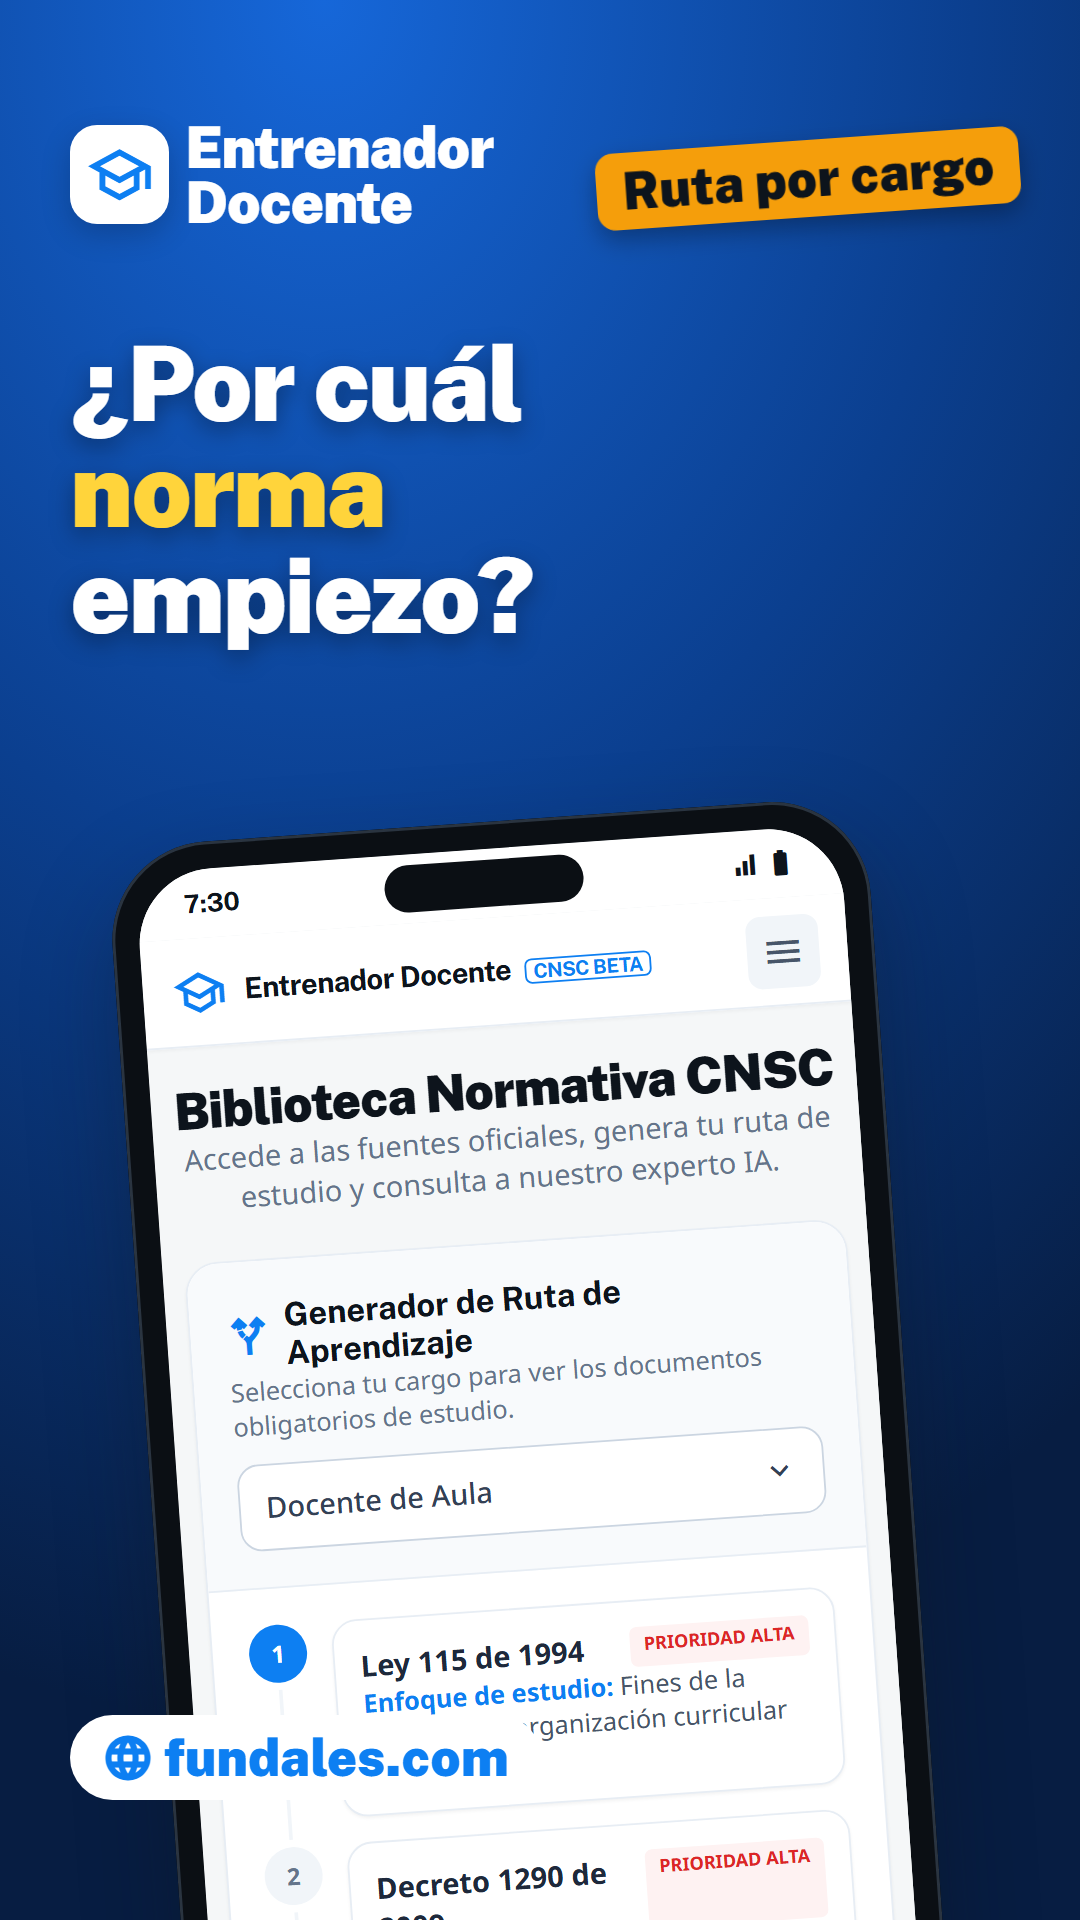 Entrenador
Docente
Ruta por cargo
¿Por cuál
norma
empiezo?
7:30
Entrenador Docente CNSC BETA
Biblioteca Normativa CNSC
Accede a las fuentes oficiales, genera tu ruta de
estudio y consulta a nuestro experto IA.
Generador de Ruta de
Aprendizaje
Selecciona tu cargo para ver los documentos
obligatorios de estudio.
Docente de Aula
1
Ley 115 de 1994
PRIORIDAD ALTA
Enfoque de estudio: Fines de la
rganización curricular
fundales.com
2
Decreto 1290 de
PRIORIDAD ALTA